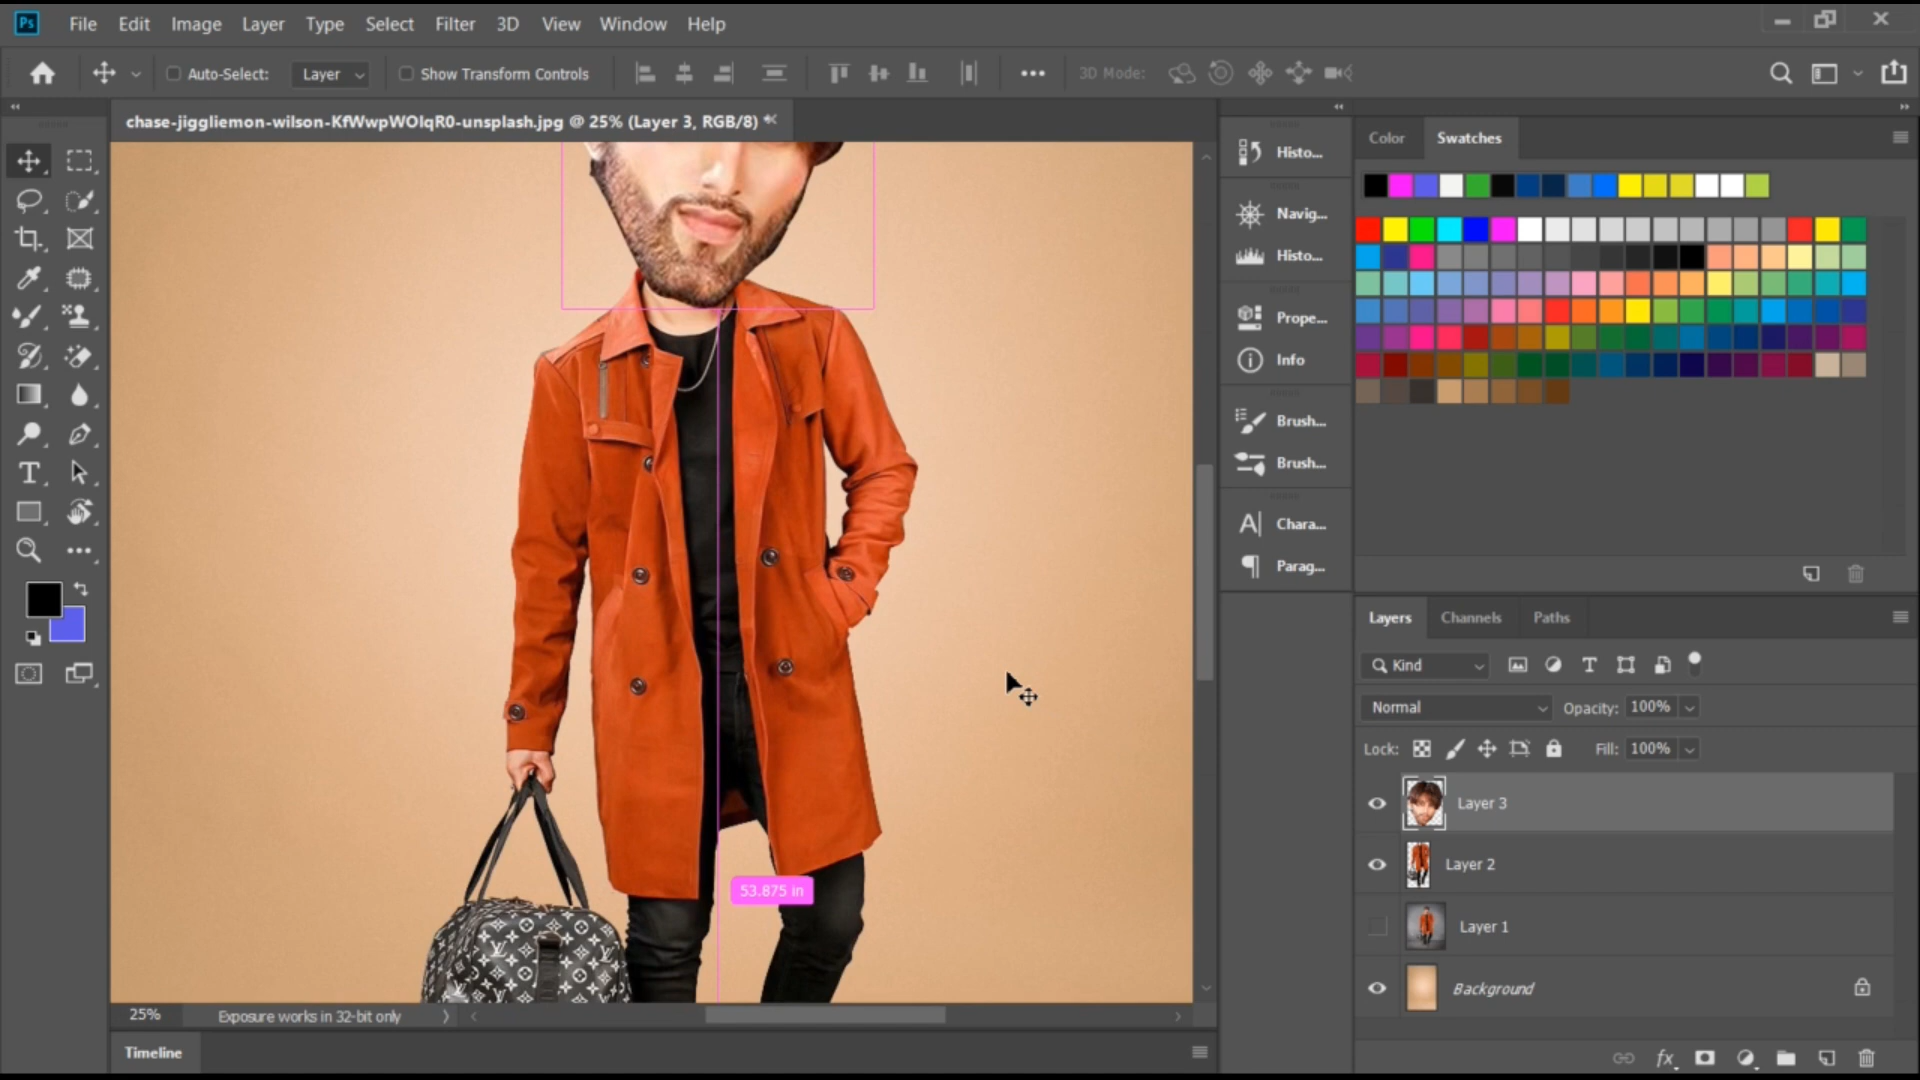 Ps File Edit Image Layer Type Select Filter 3D View Window Help
Auto-Select: Layer Show Transform Controls 3D Mode:
chase-jiggliemon-wilson-KfWwpWOlqR0-unsplash.jpg @ 25% (Layer 3, RGB/8) *
Histo...
Navig...
Histo...
Prope...
Info
Brush...
Brush...
Chara...
Parag...
Color Swatches
Layers Channels Paths
Kind
Normal Opacity: 100%
Lock: Fill: 100%
Layer 3
Layer 2
Layer 1
Background
53.875 in
25% Exposure works in 32-bit only
Timeline